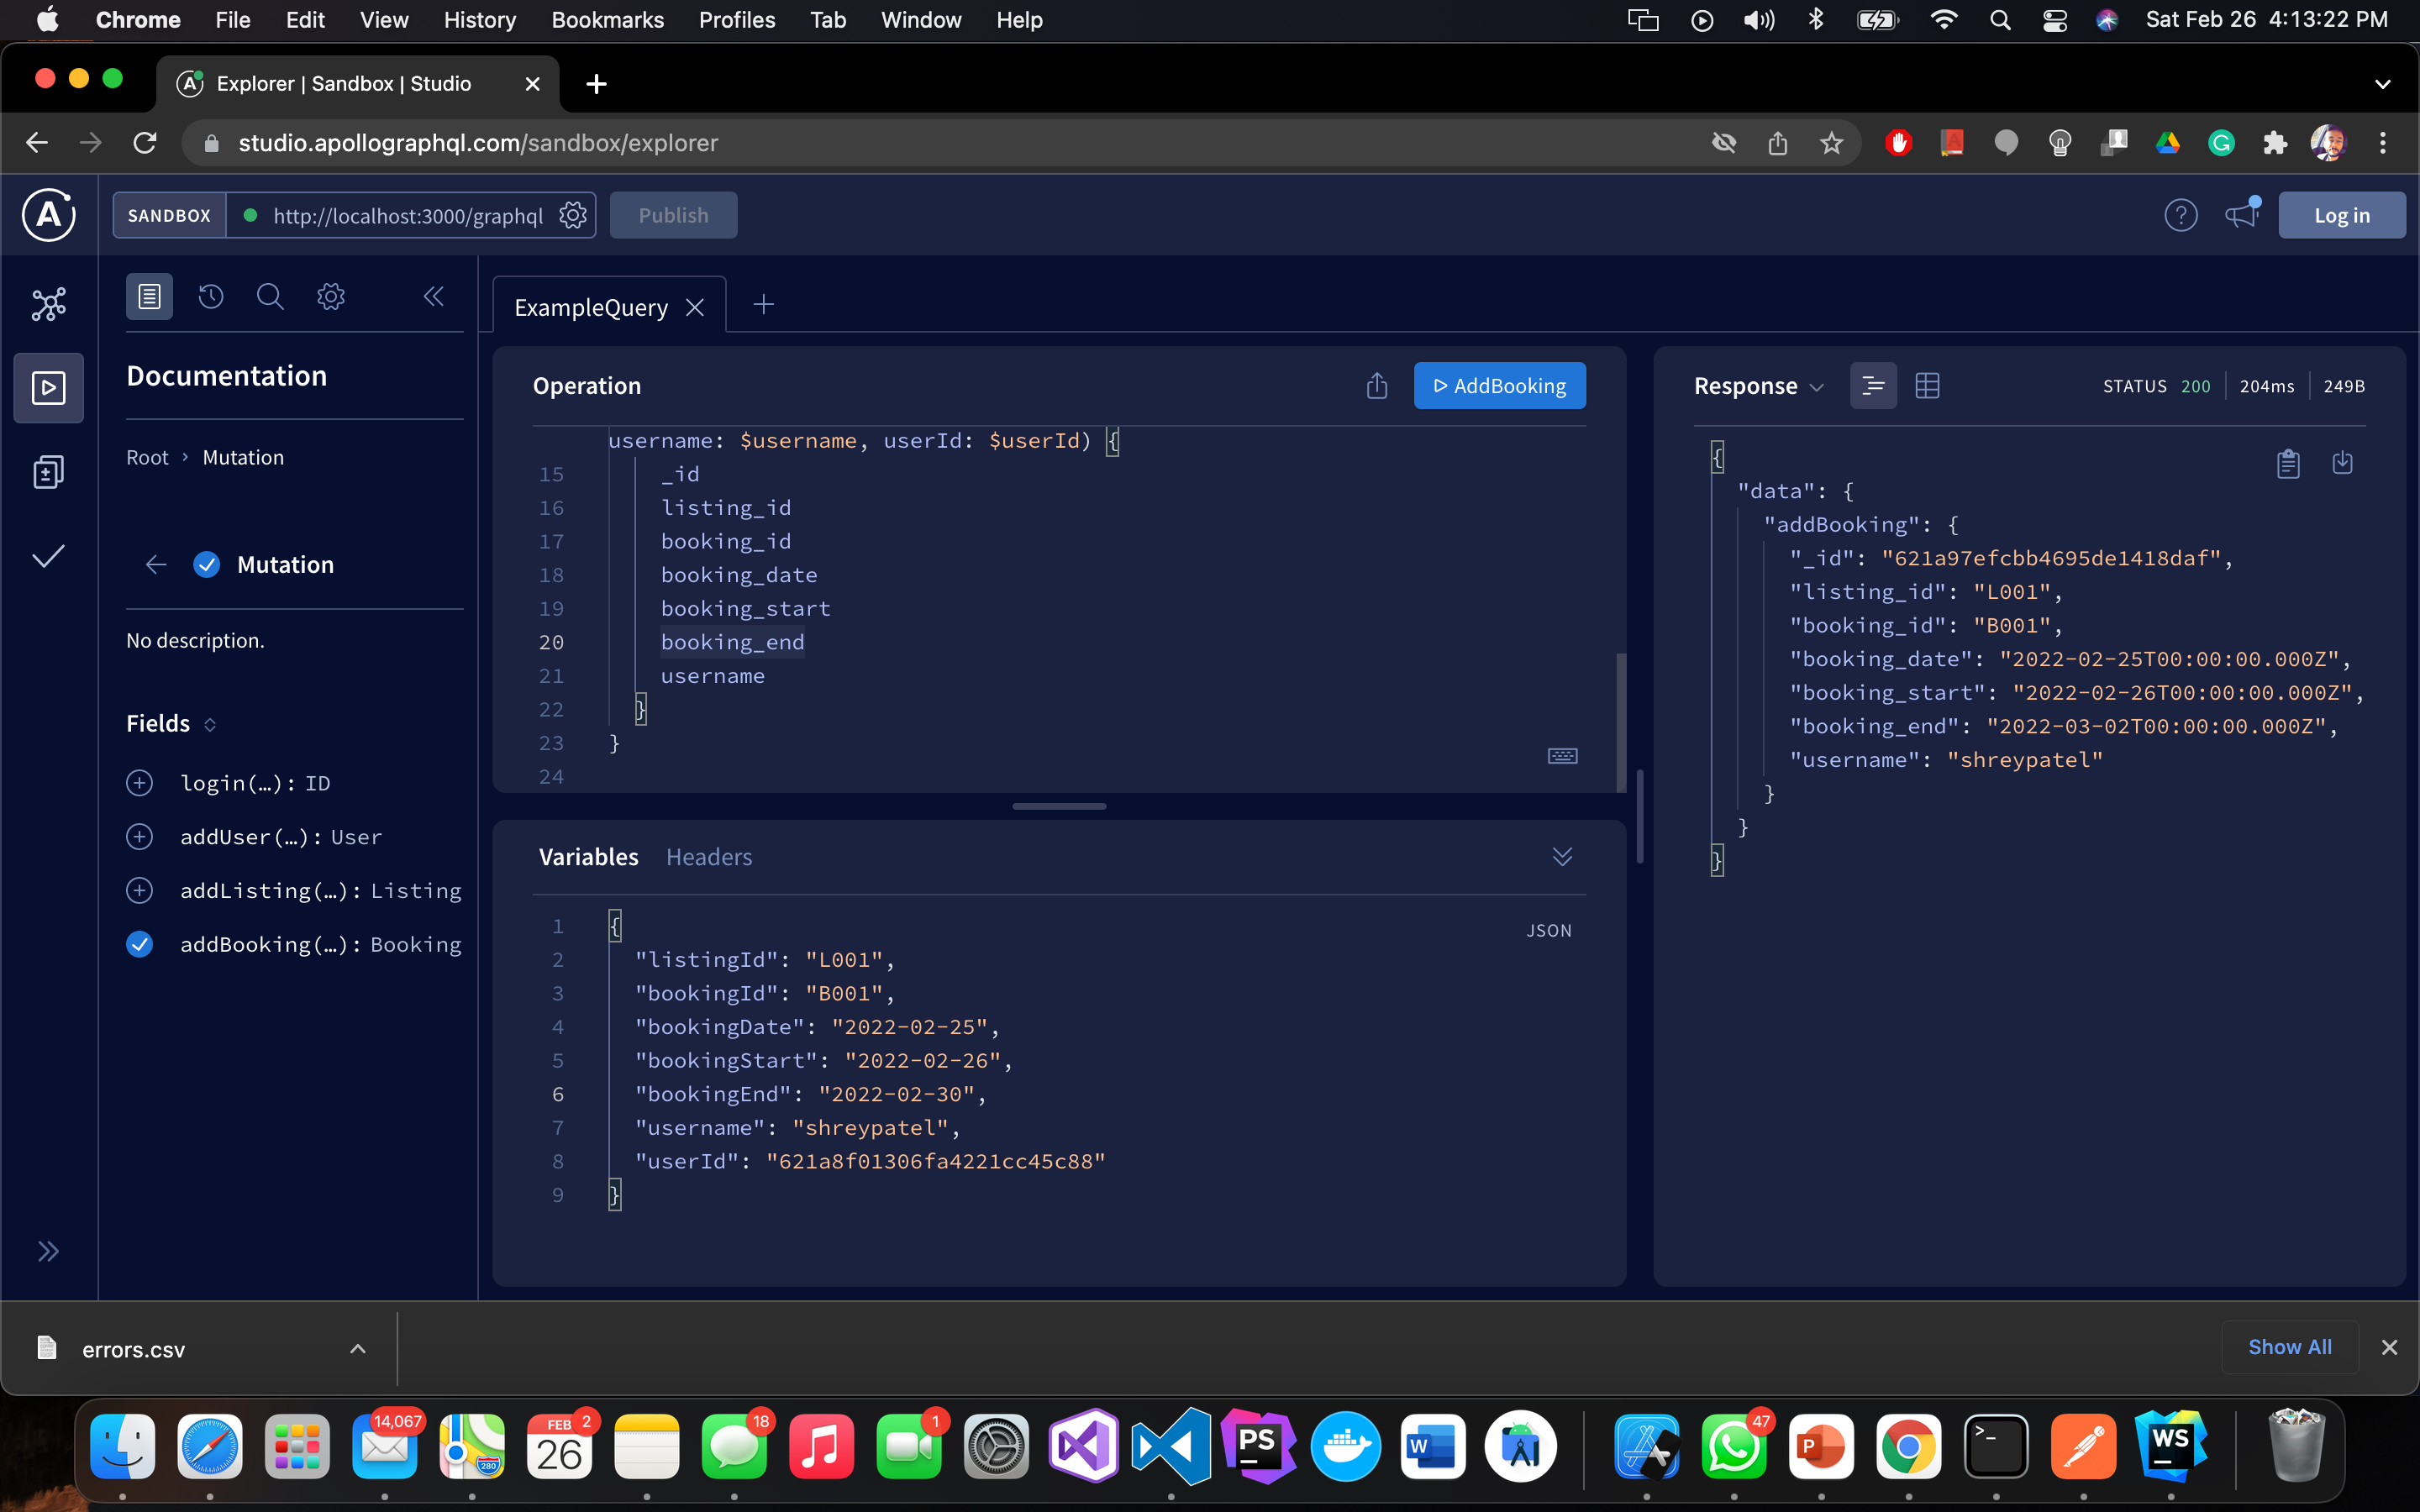 Chrome File Edit View History Bookmarks Profiles Tab Window Help Sat Feb 26 4:13:22 PM
Explorer | Sandbox | Studio
studio.apollographql.com/sandbox/explorer
SANDBOX http://localhost:3000/graphql Publish Log in
ExampleQuery
Documentation
Root › Mutation
Mutation
No description.
Fields
login(…): ID
addUser(…): User
addListing(…): Listing
addBooking(…): Booking
Operation AddBooking
username: $username, userId: $userId) {
15 _id
16 listing_id
17 booking_id
18 booking_date
19 booking_start
20 booking_end
21 username
22 }
23 }
24
Variables Headers
JSON
1 {
2 "listingId": "L001",
3 "bookingId": "B001",
4 "bookingDate": "2022-02-25",
5 "bookingStart": "2022-02-26",
6 "bookingEnd": "2022-02-30",
7 "username": "shreypatel",
8 "userId": "621a8f01306fa4221cc45c88"
9 }
Response STATUS 200 204ms 249B
{
"data": {
"addBooking": {
"_id": "621a97efcbb4695de1418daf",
"listing_id": "L001",
"booking_id": "B001",
"booking_date": "2022-02-25T00:00:00.000Z",
"booking_start": "2022-02-26T00:00:00.000Z",
"booking_end": "2022-03-02T00:00:00.000Z",
"username": "shreypatel"
}
}
}
errors.csv Show All
14,067 280 FEB 2 26 18 1 PS W 47 P >_ WS